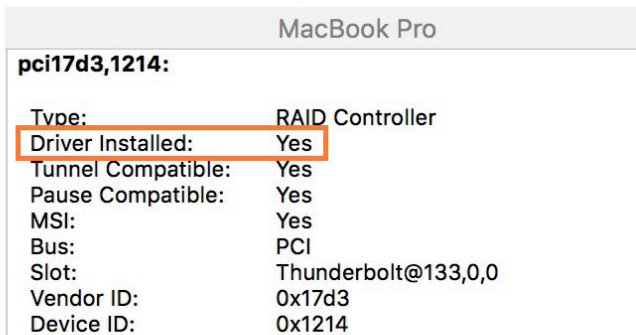 MacBook Pro
pci17d3,1214:
Type: RAID Controller
Driver Installed: Yes
Tunnel Compatible: Yes
Pause Compatible: Yes
MSI: Yes
Bus: PCI
Slot: Thunderbolt@133,0,0
Vendor ID: 0x17d3
Device ID: 0x1214